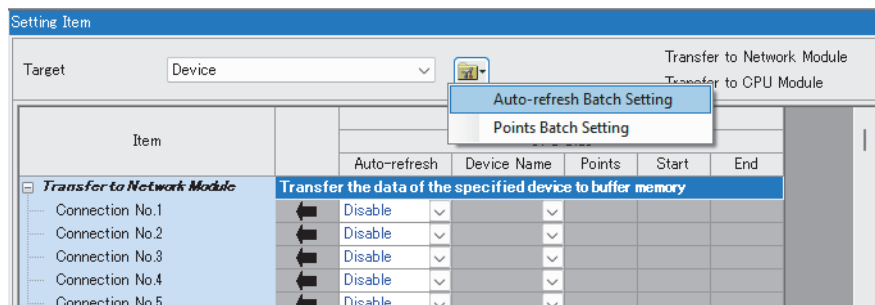 Setting Item
Target Device Transfer to Network Module
Transfer to CPU Module
Auto-refresh Batch Setting
Points Batch Setting
Item
Auto-refresh Device Name Points Start End
Transfer to Network Module Transfer the data of the specified device to buffer memory
Connection No.1 Disable
Connection No.2 Disable
Connection No.3 Disable
Connection No.4 Disable
Connection No.5 Disable